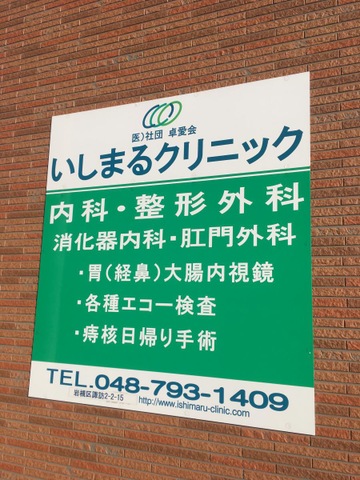 医)社団 卓愛会
いしまるクリニック
内科・整形外科
消化器内科・肛門外科
・胃(経鼻)大腸内視鏡
・各種エコー検査
・痔核日帰り手術
TEL.048-793-1409
岩槻区諏訪2-2-15
http://www.ishimaru-clinic.com